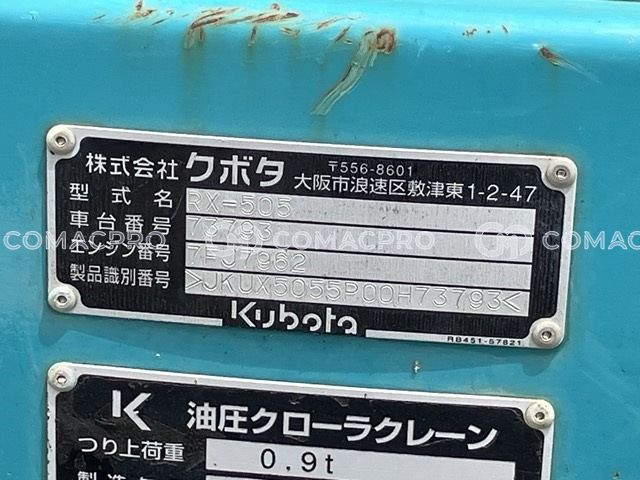 株式会社 クボタ
〒556-8601
大阪市浪速区敷津東1-2-47
型式名 RX-505
車台番号 73793
エンジン番号 7FJ7962
製品識別番号 >JKUX5055P00H73793<
Kubota
RB451-57821
COMACPRO COMACPRO COMACPRO
油圧クローラクレーン
つり上荷重 0.9t